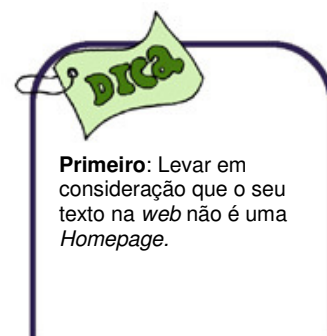 DICA
Primeiro: Levar em
consideração que o seu
texto na web não é uma
Homepage.